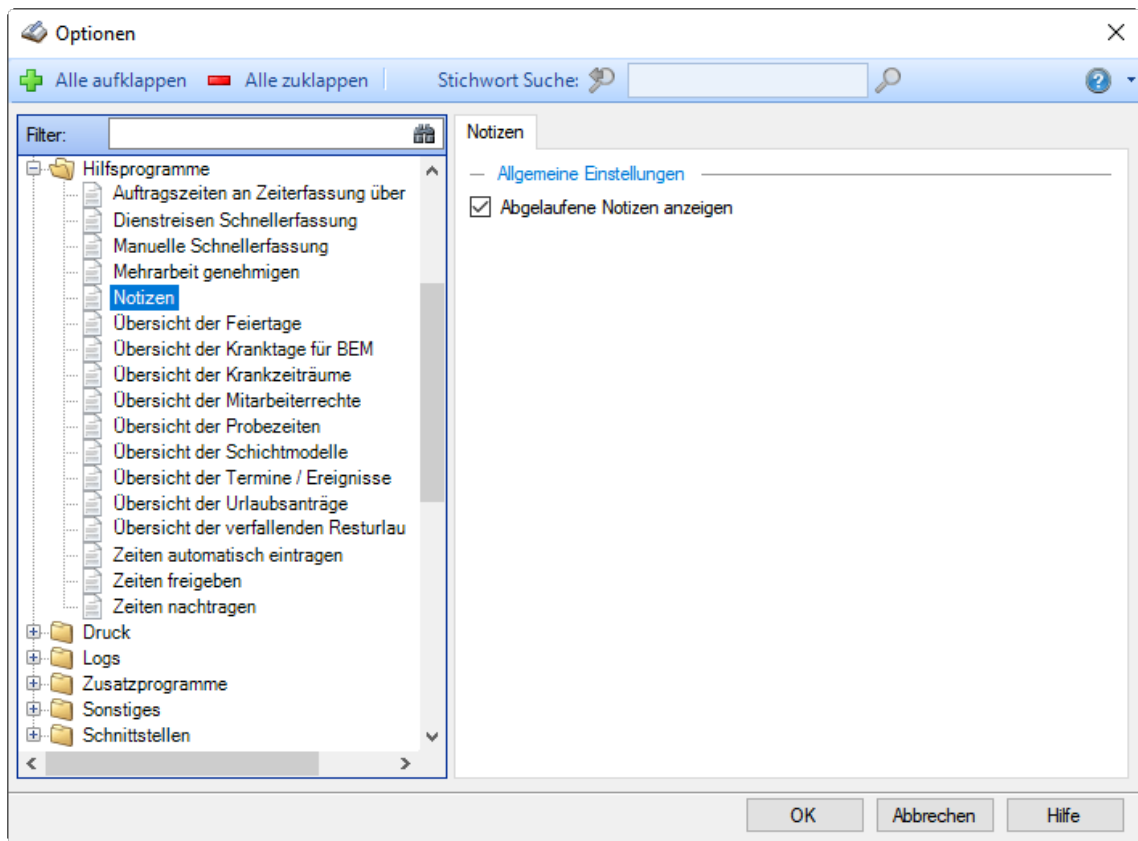 Optionen
Alle aufklappen Alle zuklappen Stichwort Suche:
Filter:
Hilfsprogramme
Auftragszeiten an Zeiterfassung über
Dienstreisen Schnellerfassung
Manuelle Schnellerfassung
Mehrarbeit genehmigen
Notizen
Übersicht der Feiertage
Übersicht der Kranktage für BEM
Übersicht der Krankzeiträume
Übersicht der Mitarbeiterrechte
Übersicht der Probezeiten
Übersicht der Schichtmodelle
Übersicht der Termine / Ereignisse
Übersicht der Urlaubsanträge
Übersicht der verfallenden Resturlau
Zeiten automatisch eintragen
Zeiten freigeben
Zeiten nachtragen
Druck
Logs
Zusatzprogramme
Sonstiges
Schnittstellen
Notizen
Allgemeine Einstellungen
Abgelaufene Notizen anzeigen
OK Abbrechen Hilfe